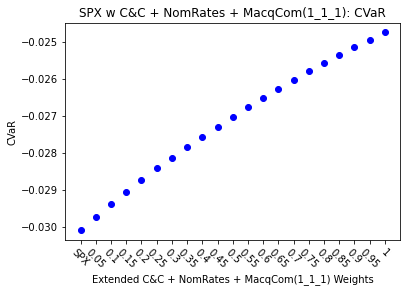 SPX w C&C + NomRates + MacqCom(1_1_1): CVaR
CVaR
-0.025
-0.026
-0.027
-0.028
-0.029
-0.030
SPX 0.05 0.1 0.15 0.2 0.25 0.3 0.35 0.4 0.45 0.5 0.55 0.6 0.65 0.7 0.75 0.8 0.85 0.9 0.95 1
Extended C&C + NomRates + MacqCom(1_1_1) Weights